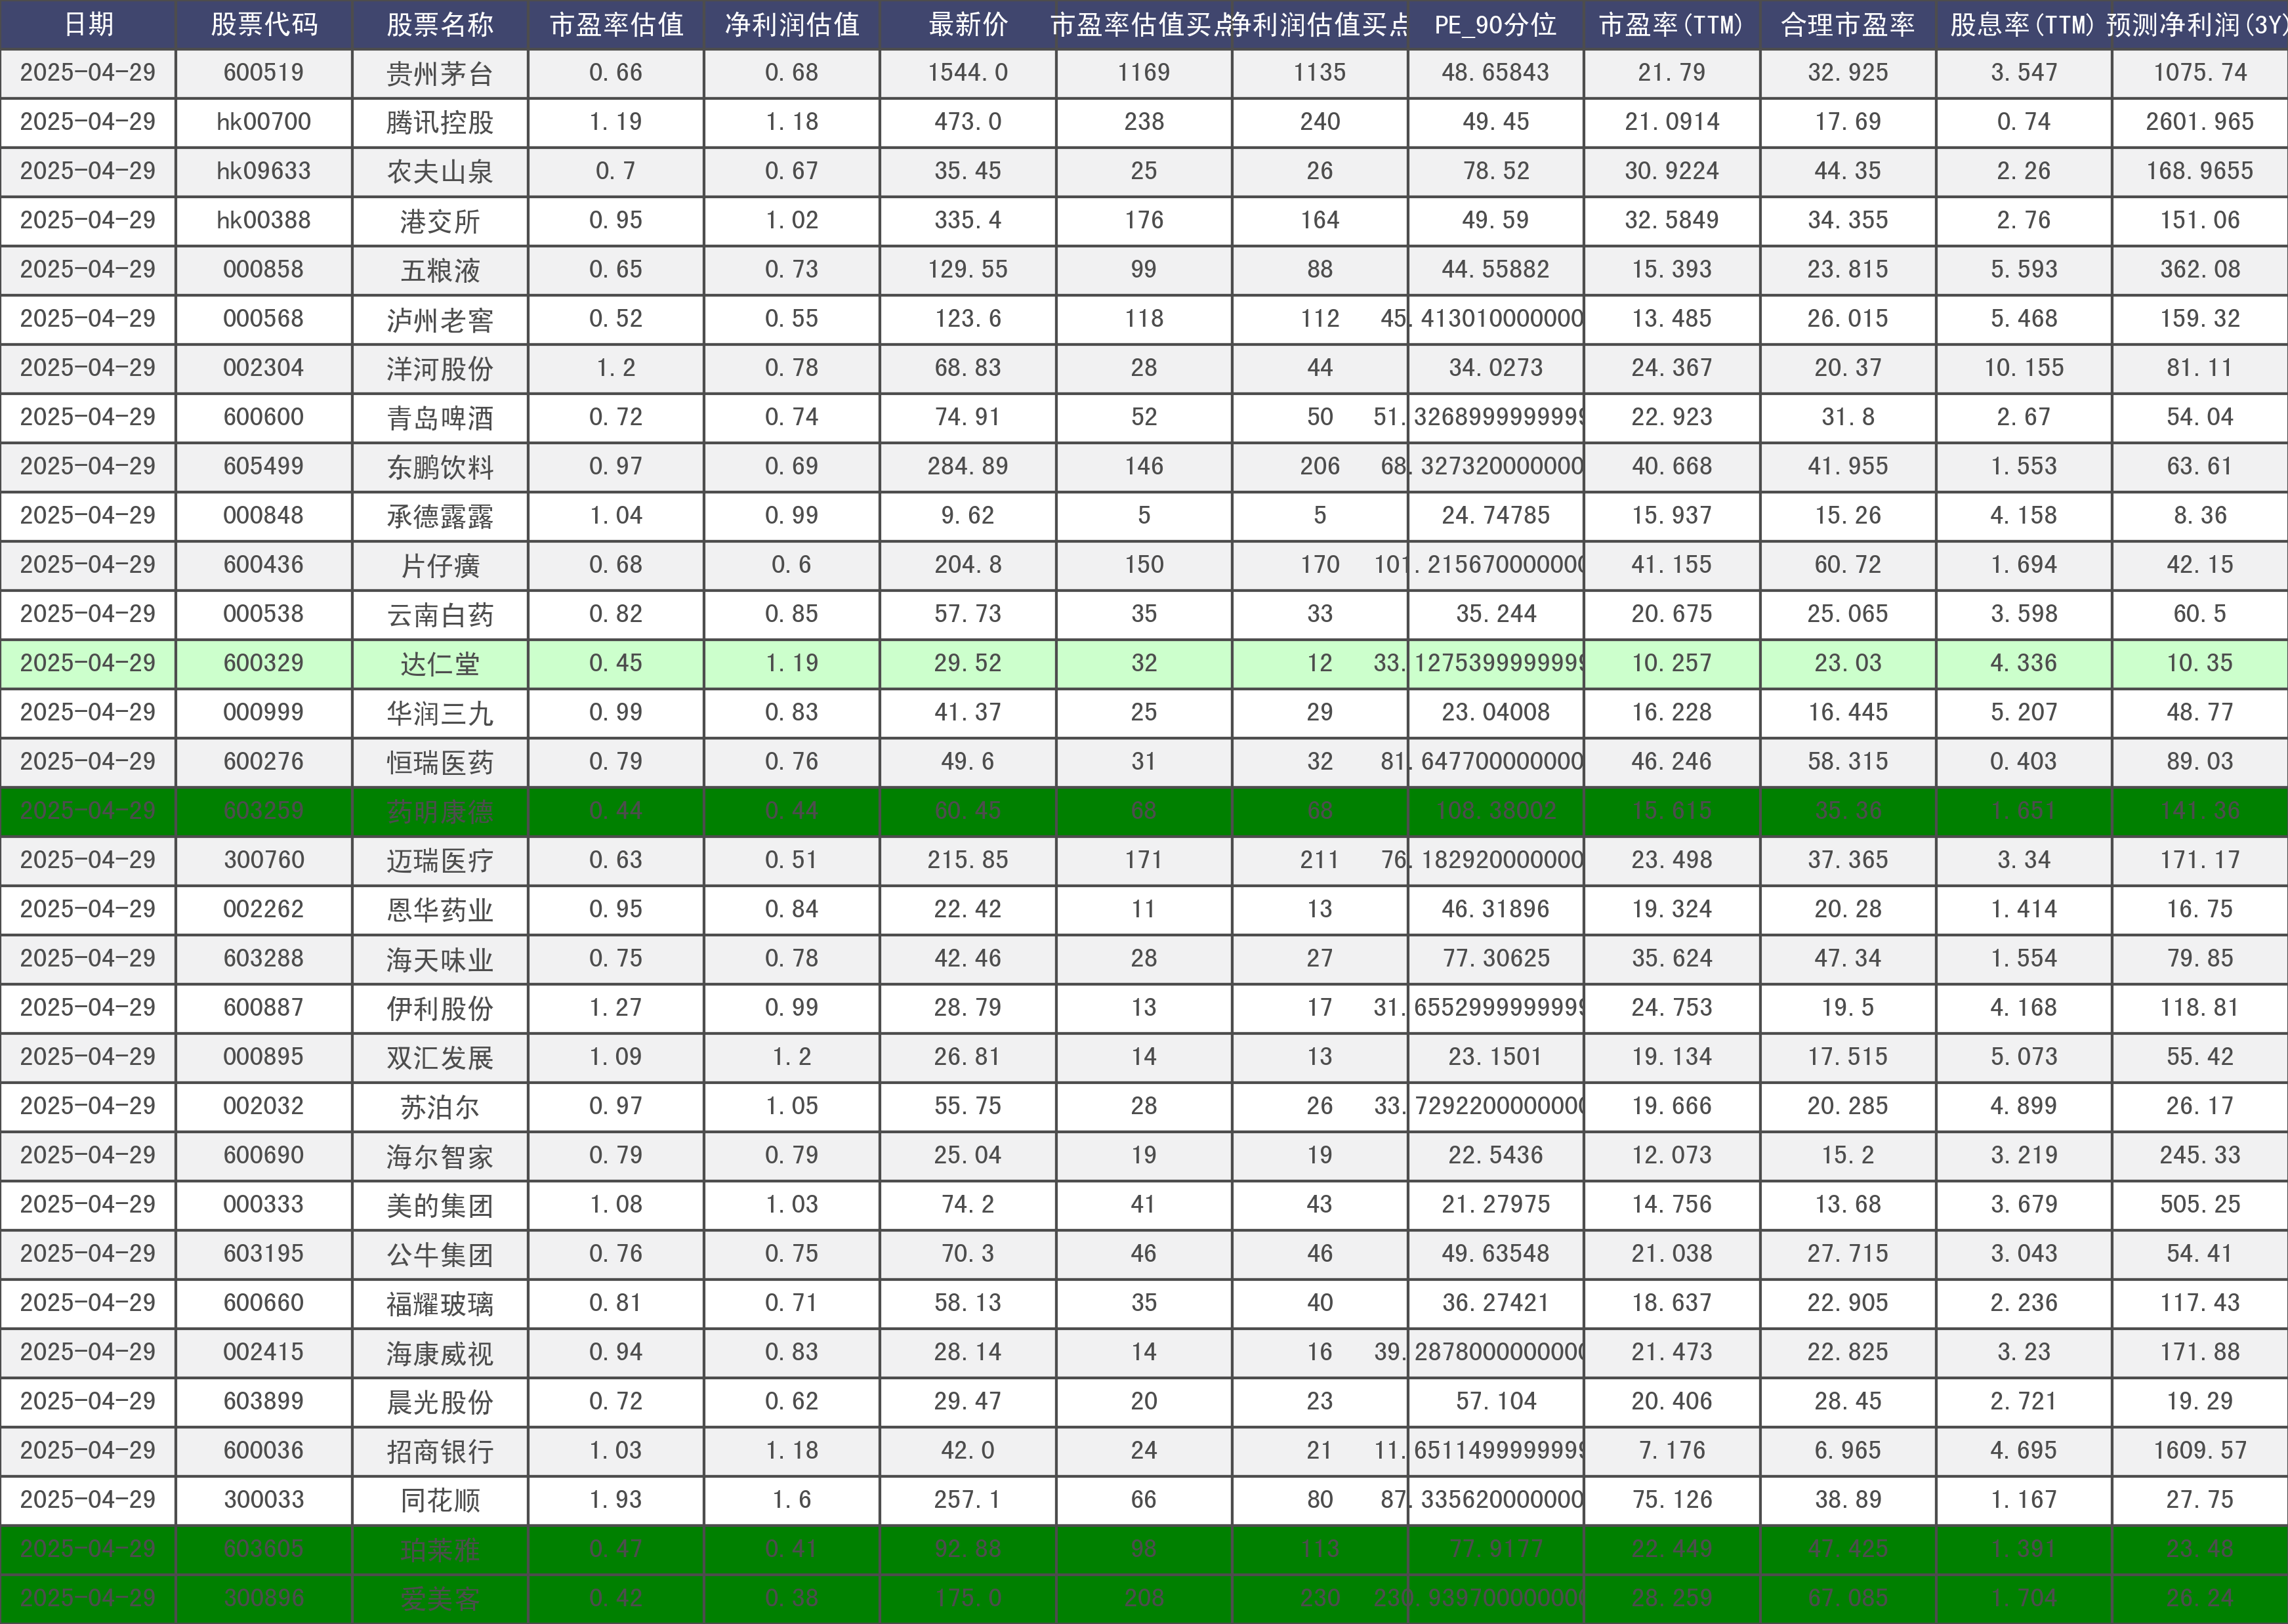 日期 股票代码 股票名称 市盈率估值 净利润估值 最新价 市盈率估值买点 净利润估值买点 PE_90分位 市盈率(TTM) 合理市盈率 股息率(TTM) 预测净利润(3Y)
2025-04-29 600519 贵州茅台 0.66 0.68 1544.0 1169 1135 48.65843 21.79 32.925 3.547 1075.74
2025-04-29 hk00700 腾讯控股 1.19 1.18 473.0 238 240 49.45 21.0914 17.69 0.74 2601.965
2025-04-29 hk09633 农夫山泉 0.7 0.67 35.45 25 26 78.52 30.9224 44.35 2.26 168.9655
2025-04-29 hk00388 港交所 0.95 1.02 335.4 176 164 49.59 32.5849 34.355 2.76 151.06
2025-04-29 000858 五粮液 0.65 0.73 129.55 99 88 44.55882 15.393 23.815 5.593 362.08
2025-04-29 000568 泸州老窖 0.52 0.55 123.6 118 112 45.413010000000 13.485 26.015 5.468 159.32
2025-04-29 002304 洋河股份 1.2 0.78 68.83 28 44 34.0273 24.367 20.37 10.155 81.11
2025-04-29 600600 青岛啤酒 0.72 0.74 74.91 52 50 51.3268999999999 22.923 31.8 2.67 54.04
2025-04-29 605499 东鹏饮料 0.97 0.69 284.89 146 206 68.327320000000 40.668 41.955 1.553 63.61
2025-04-29 000848 承德露露 1.04 0.99 9.62 5 5 24.74785 15.937 15.26 4.158 8.36
2025-04-29 600436 片仔癀 0.68 0.6 204.8 150 170 101.215670000000 41.155 60.72 1.694 42.15
2025-04-29 000538 云南白药 0.82 0.85 57.73 35 33 35.244 20.675 25.065 3.598 60.5
2025-04-29 600329 达仁堂 0.45 1.19 29.52 32 12 33.1275399999999 10.257 23.03 4.336 10.35
2025-04-29 000999 华润三九 0.99 0.83 41.37 25 29 23.04008 16.228 16.445 5.207 48.77
2025-04-29 600276 恒瑞医药 0.79 0.76 49.6 31 32 81.647700000000 46.246 58.315 0.403 89.03
2025-04-29 603259 药明康德 0.44 0.44 60.45 68 68 108.38002 15.615 35.36 1.651 141.36
2025-04-29 300760 迈瑞医疗 0.63 0.51 215.85 171 211 76.182920000000 23.498 37.365 3.34 171.17
2025-04-29 002262 恩华药业 0.95 0.84 22.42 11 13 46.31896 19.324 20.28 1.414 16.75
2025-04-29 603288 海天味业 0.75 0.78 42.46 28 27 77.30625 35.624 47.34 1.554 79.85
2025-04-29 600887 伊利股份 1.27 0.99 28.79 13 17 31.6552999999999 24.753 19.5 4.168 118.81
2025-04-29 000895 双汇发展 1.09 1.2 26.81 14 13 23.1501 19.134 17.515 5.073 55.42
2025-04-29 002032 苏泊尔 0.97 1.05 55.75 28 26 33.7292200000000 19.666 20.285 4.899 26.17
2025-04-29 600690 海尔智家 0.79 0.79 25.04 19 19 22.5436 12.073 15.2 3.219 245.33
2025-04-29 000333 美的集团 1.08 1.03 74.2 41 43 21.27975 14.756 13.68 3.679 505.25
2025-04-29 603195 公牛集团 0.76 0.75 70.3 46 46 49.63548 21.038 27.715 3.043 54.41
2025-04-29 600660 福耀玻璃 0.81 0.71 58.13 35 40 36.27421 18.637 22.905 2.236 117.43
2025-04-29 002415 海康威视 0.94 0.83 28.14 14 16 39.2878000000000 21.473 22.825 3.23 171.88
2025-04-29 603899 晨光股份 0.72 0.62 29.47 20 23 57.104 20.406 28.45 2.721 19.29
2025-04-29 600036 招商银行 1.03 1.18 42.0 24 21 11.6511499999999 7.176 6.965 4.695 1609.57
2025-04-29 300033 同花顺 1.93 1.6 257.1 66 80 87.335620000000 75.126 38.89 1.167 27.75
2025-04-29 603605 珀莱雅 0.47 0.41 92.88 98 113 77.9177 22.449 47.425 1.391 23.48
2025-04-29 300896 爱美客 0.42 0.38 175.0 208 230 230.939700000000 28.259 67.085 1.704 26.24